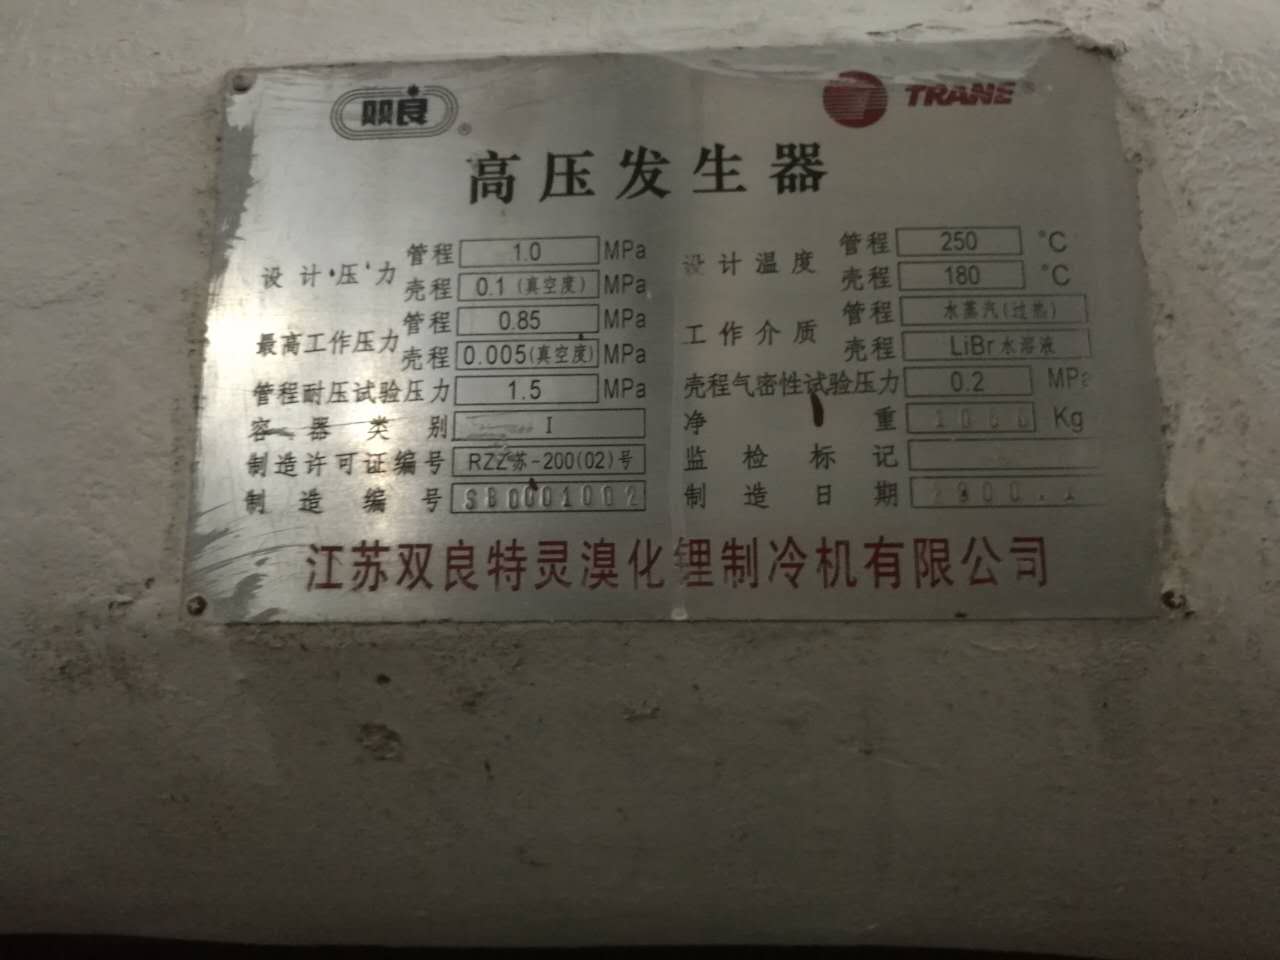 双良® TRANE®
高压发生器
设计压力 管程 1.0 MPa 设计温度 管程 250 °C
壳程 0.1(真空度) MPa 壳程 180 °C
最高工作压力 管程 0.85 MPa 工作介质 管程 水蒸汽(过热)
壳程 0.005(真空度) MPa 壳程 LiBr水溶液
管程耐压试验压力 1.5 MPa 壳程气密性试验压力 0.2 MPa
容器类别 I 净重 Kg
制造许可证编号 RZZ苏-200(02)号 监检标记
制造编号 SB0001002 制造日期
江苏双良特灵溴化锂制冷机有限公司